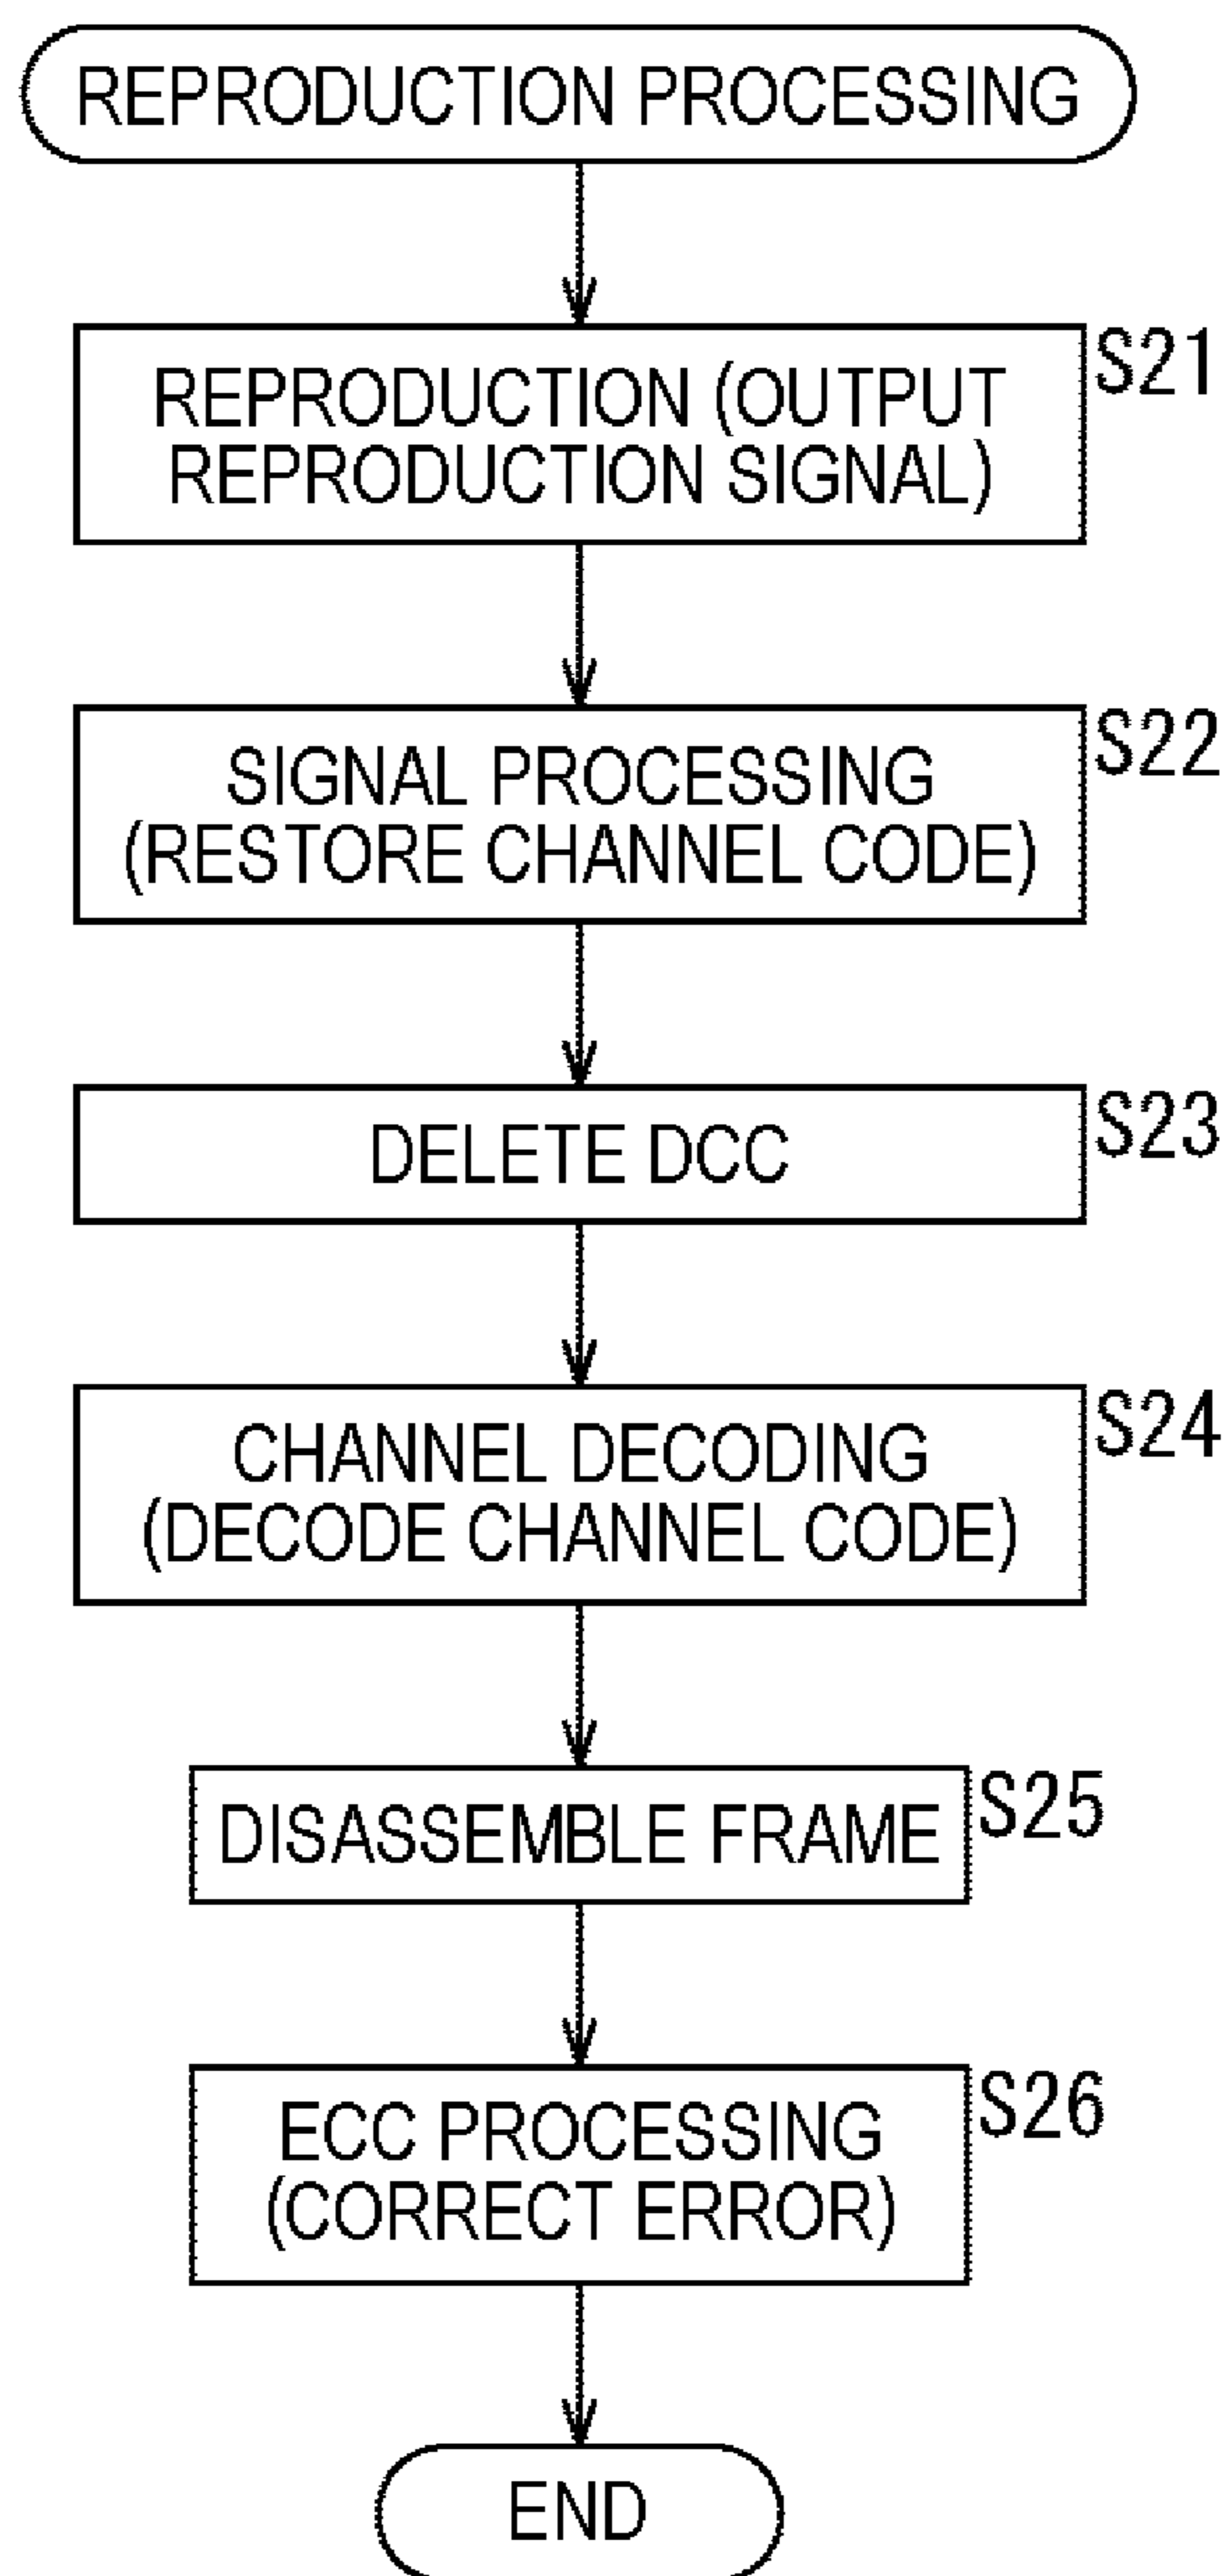 REPRODUCTION PROCESSING
S21
REPRODUCTION (OUTPUT
REPRODUCTION SIGNAL)
S22
SIGNAL PROCESSING
(RESTORE CHANNEL CODE)
S23
DELETE DCC
S24
CHANNEL DECODING
(DECODE CHANNEL CODE)
S25
DISASSEMBLE FRAME
S26
ECC PROCESSING
(CORRECT ERROR)
END